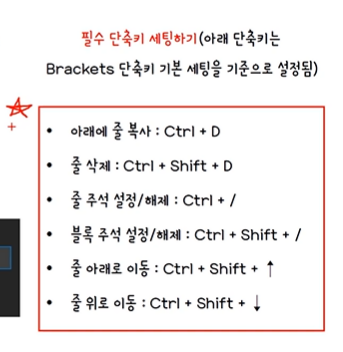 필수 단축키 세팅하기(아래 단축키는
Brackets 단축키 기본 세팅을 기준으로 설정됨)
• 아래에 줄 복사 : Ctrl + D
• 줄 삭제 : Ctrl + Shift + D
• 줄 주석 설정/해제 : Ctrl + /
• 블록 주석 설정/해제 : Ctrl + Shift + /
• 줄 아래로 이동 : Ctrl + Shift + ↑
• 줄 위로 이동 : Ctrl + Shift + ↓